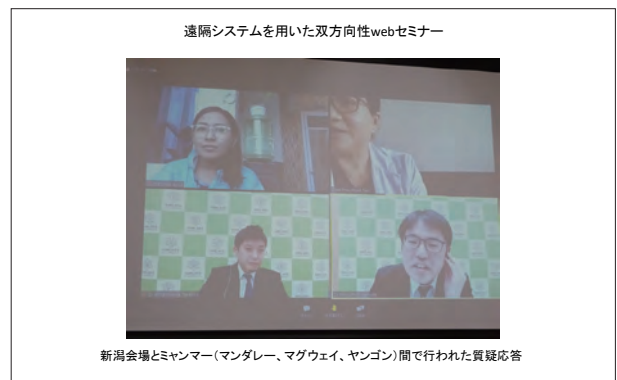 遠隔システムを用いた双方向性webセミナー
新潟会場とミャンマー(マンダレー、マグウェイ、ヤンゴン)間で行われた質疑応答